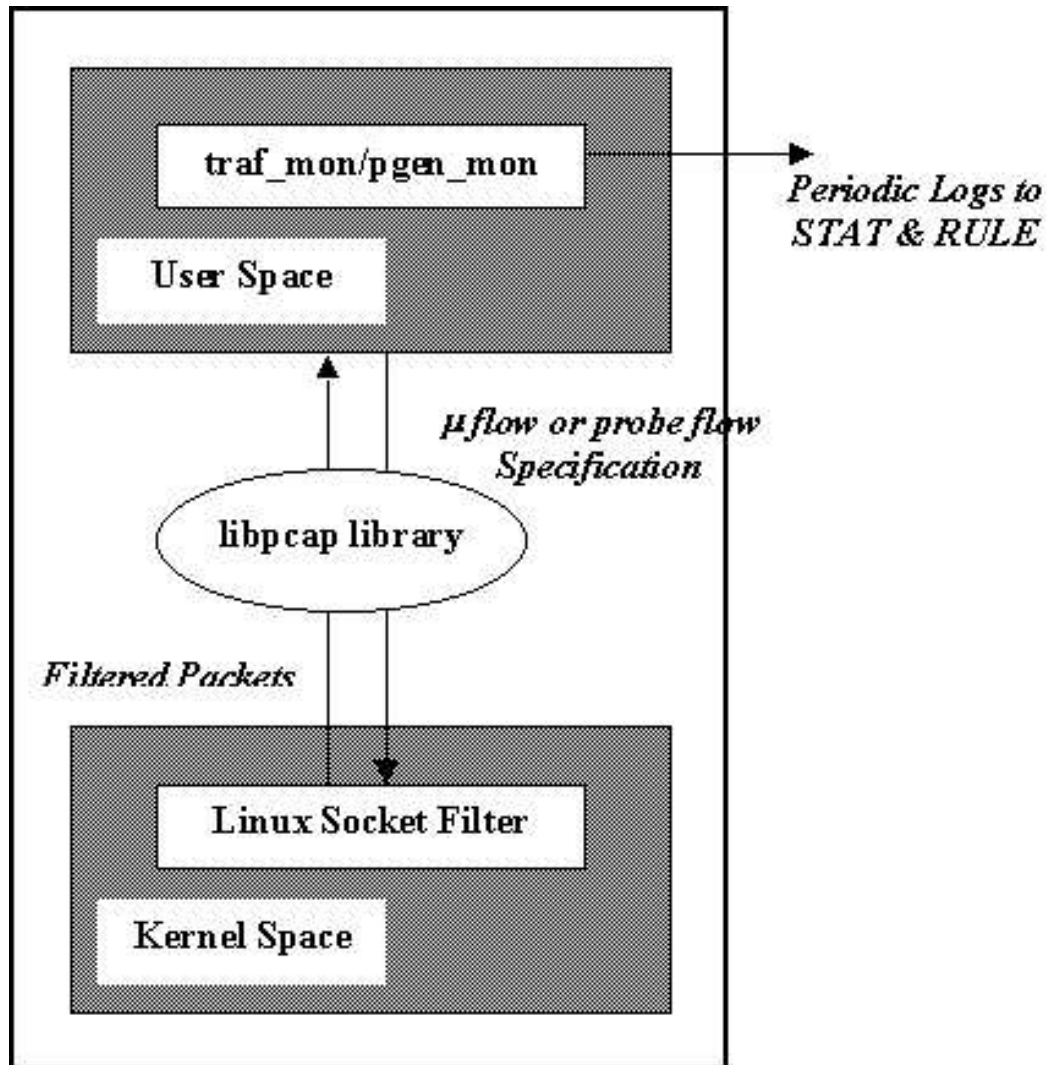 traf_mon/pgen_mon
Periodic Logs to
STAT & RULE
User Space
µflow or probe flow
Specification
libpcap library
Filtered Packets
Linux Socket Filter
Kernel Space